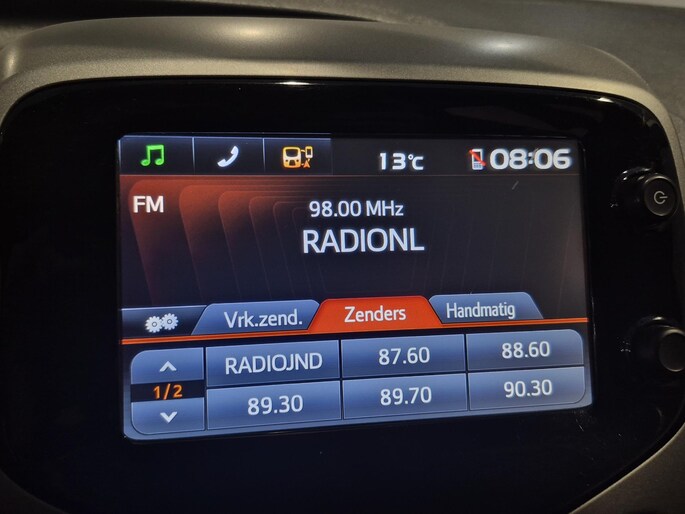 13°C 08:06
FM 98.00 MHz
RADIONL
Vrk.zend. Zenders Handmatig
RADIOJND 87.60 88.60
1/2
89.30 89.70 90.30